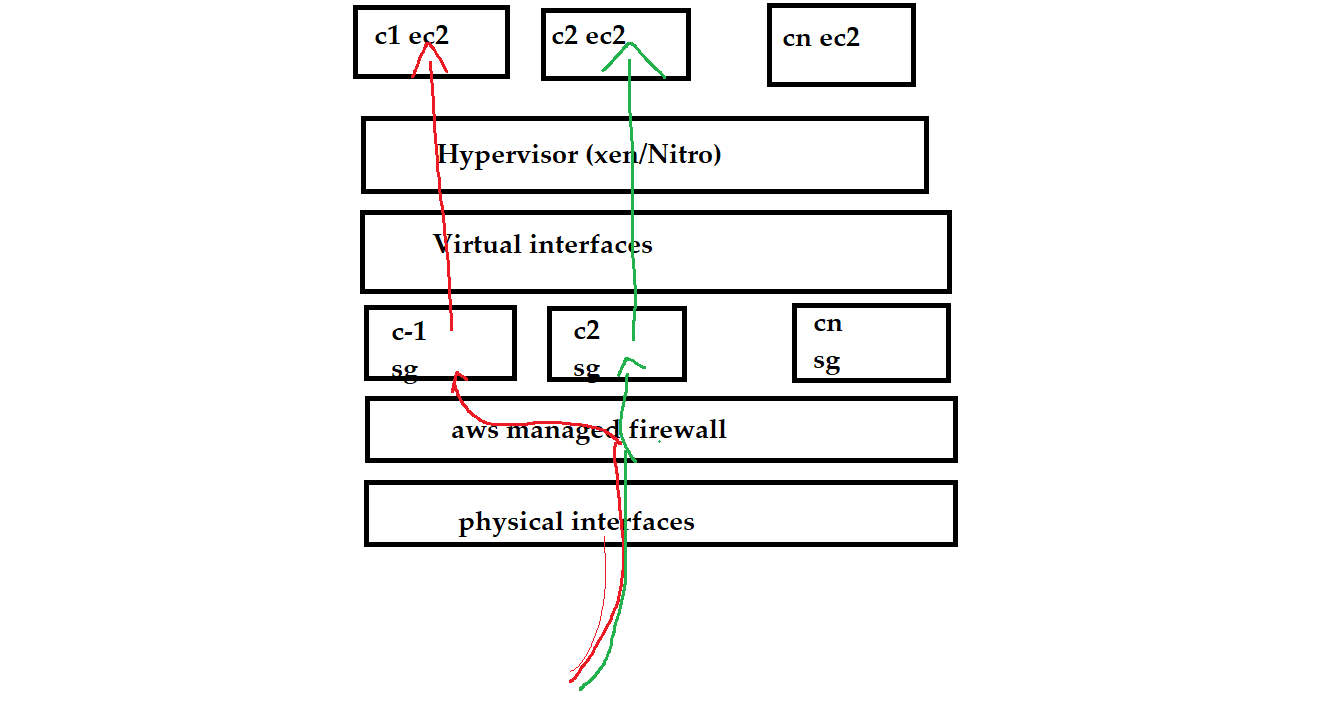 c1 ec2
c2 ec2
cn ec2
Hypervisor (xen/Nitro)
Virtual interfaces
c-1
sg
c2
sg
cn
sg
aws managed firewall
physical interfaces